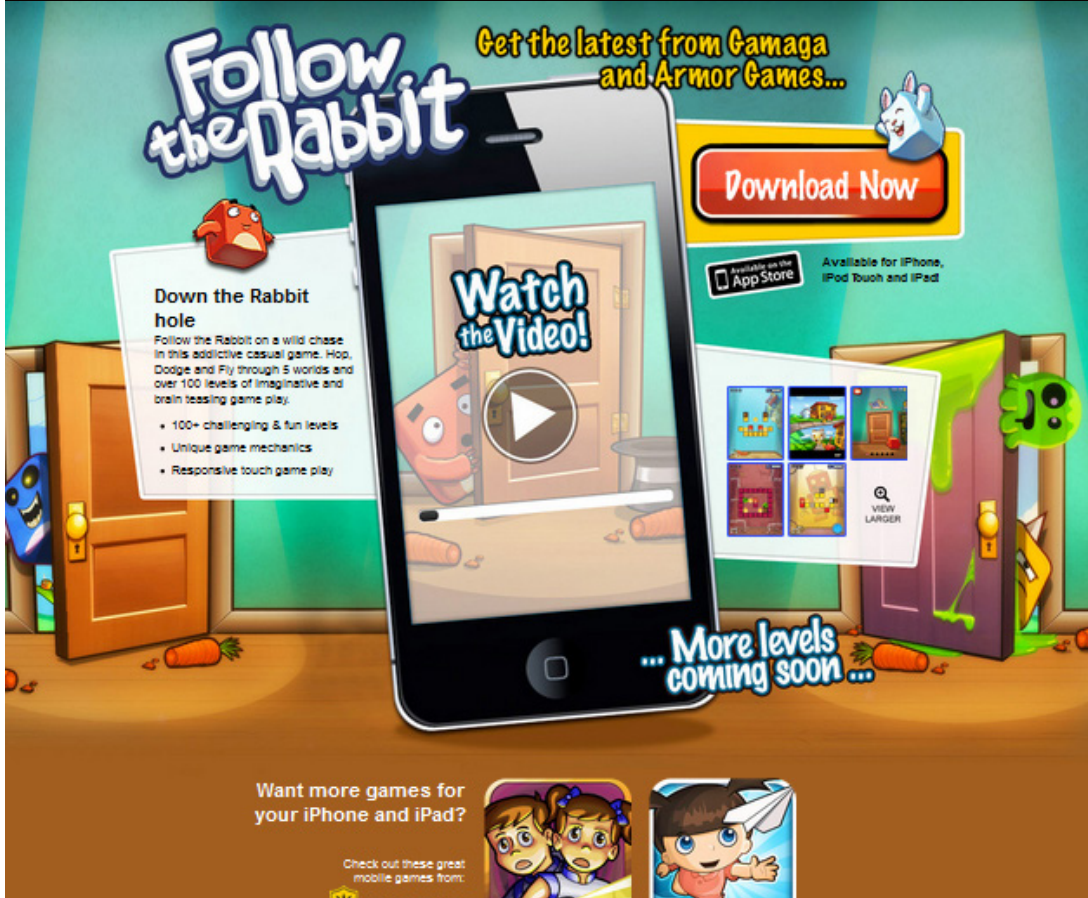 Follow
the Rabbit
Get the latest from Gamaga
and Armor Games...
Download Now
Available on the
App Store
Available for iPhone,
iPod Touch and iPad!
Down the Rabbit
hole
Follow the Rabbit on a wild chase
in this addictive casual game. Hop,
Dodge and Fly through 5 worlds and
over 100 levels of imaginative and
brain teasing game play.
100+ challenging & fun levels
Unique game mechanics
Responsive touch game play
Watch
the Video!
VIEW
LARGER
... More levels
coming soon ...
Want more games for
your iPhone and iPad?
Check out these great
mobile games from: